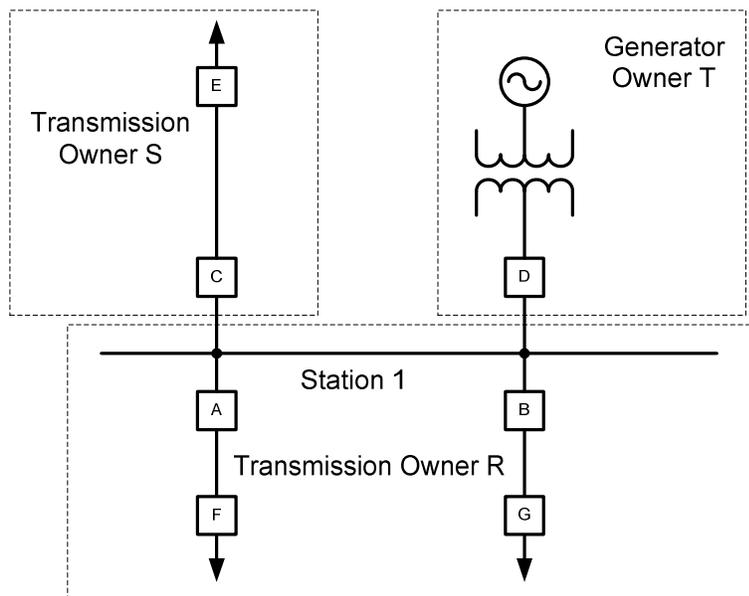 E
Transmission
Owner S
C
Generator
Owner T
D
Station 1
A
B
Transmission Owner R
F
G